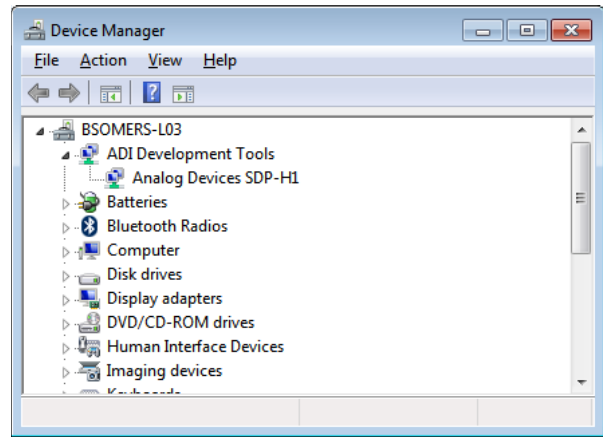 Device Manager
File Action View Help
BSOMERS-L03
ADI Development Tools
Analog Devices SDP-H1
Batteries
Bluetooth Radios
Computer
Disk drives
Display adapters
DVD/CD-ROM drives
Human Interface Devices
Imaging devices
Keyboards